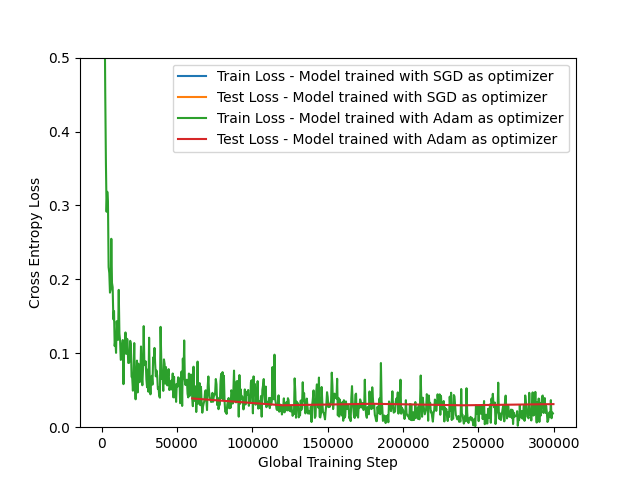 0.5
0.4
0.3
0.2
0.1
0.0
Cross Entropy Loss
Train Loss - Model trained with SGD as optimizer
Test Loss - Model trained with SGD as optimizer
Train Loss - Model trained with Adam as optimizer
Test Loss - Model trained with Adam as optimizer
0 50000 100000 150000 200000 250000 300000
Global Training Step